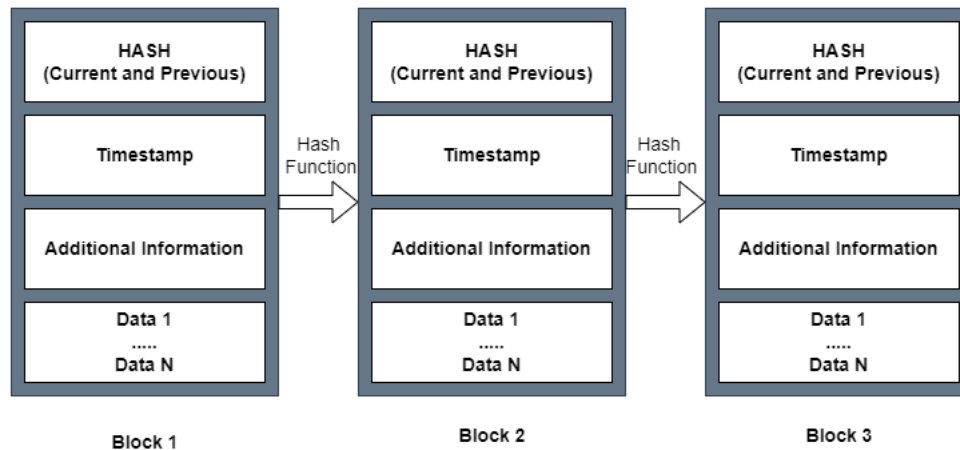 HASH
(Current and Previous)
Timestamp
Additional Information
Data 1
.....
Data N
Block 1
Hash
Function
HASH
(Current and Previous)
Timestamp
Additional Information
Data 1
.....
Data N
Block 2
Hash
Function
HASH
(Current and Previous)
Timestamp
Additional Information
Data 1
.....
Data N
Block 3